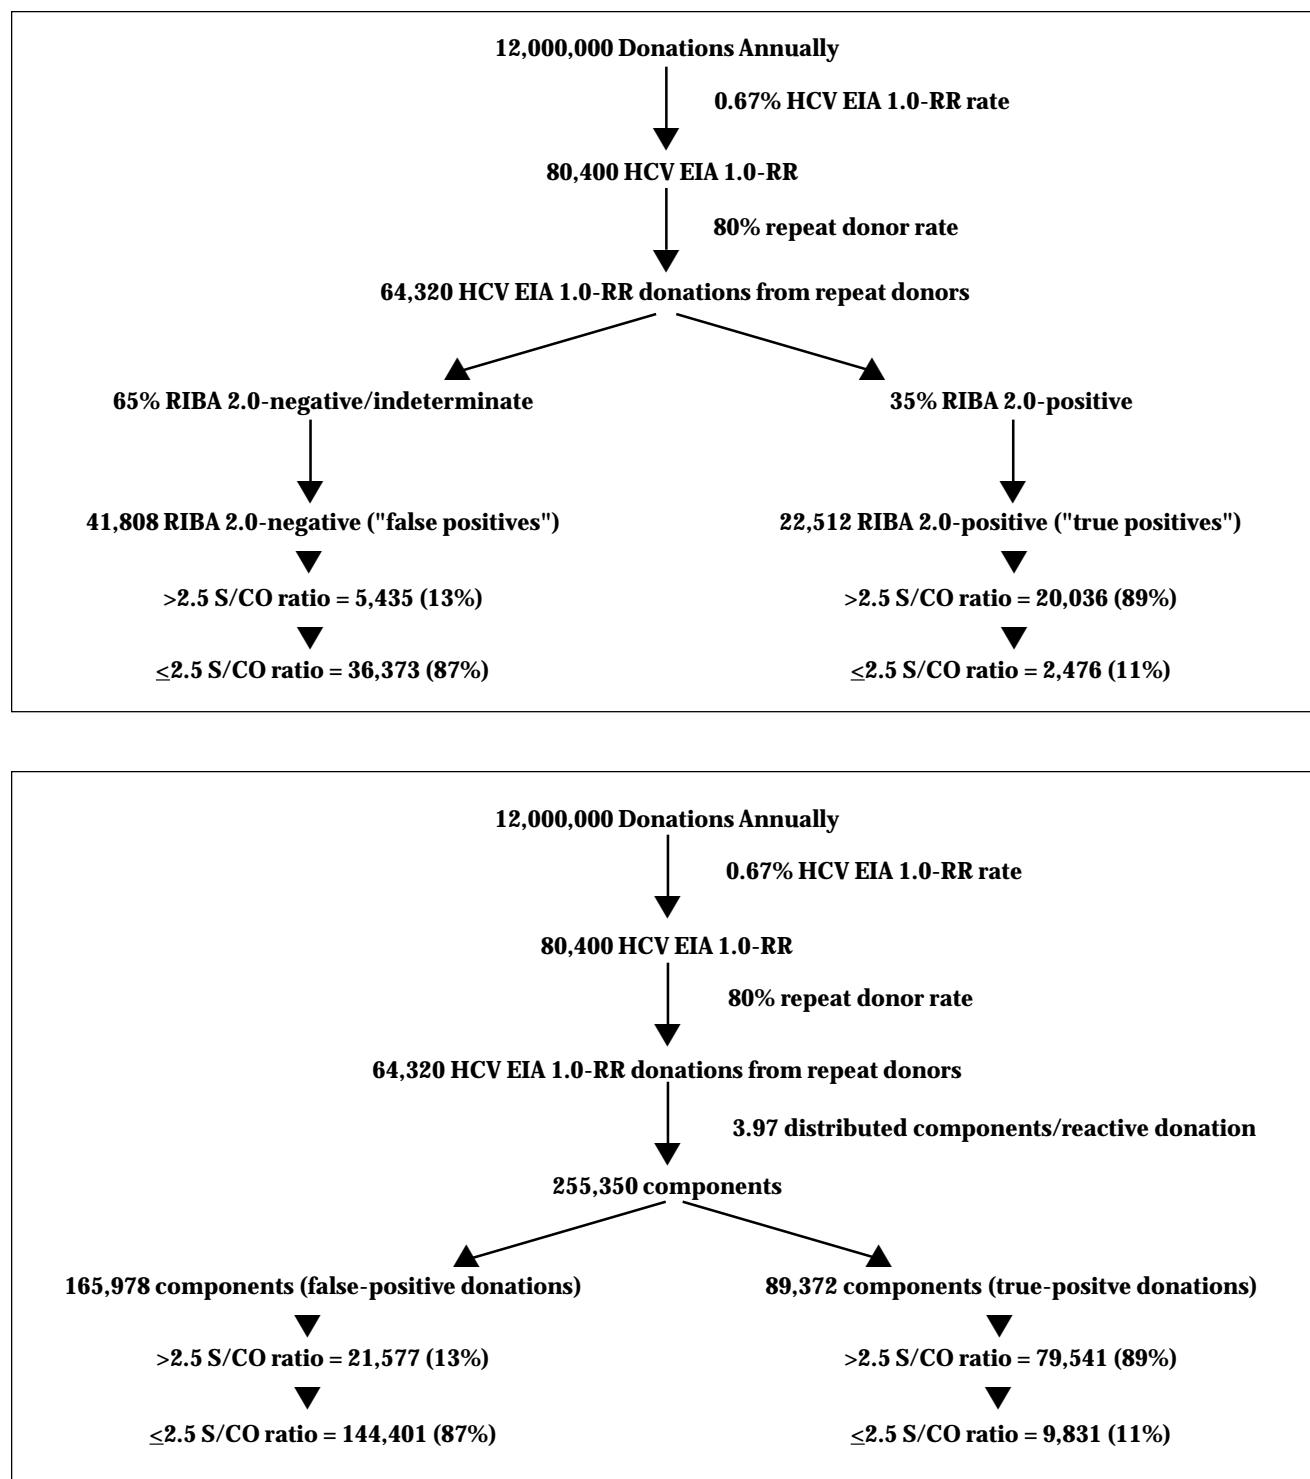 12,000,000 Donations Annually
0.67% HCV EIA 1.0-RR rate
80,400 HCV EIA 1.0-RR
80% repeat donor rate
64,320 HCV EIA 1.0-RR donations from repeat donors
65% RIBA 2.0-negative/indeterminate
35% RIBA 2.0-positive
41,808 RIBA 2.0-negative ("false positives")
22,512 RIBA 2.0-positive ("true positives")
>2.5 S/CO ratio = 5,435 (13%)
>2.5 S/CO ratio = 20,036 (89%)
≤2.5 S/CO ratio = 36,373 (87%)
≤2.5 S/CO ratio = 2,476 (11%)
12,000,000 Donations Annually
0.67% HCV EIA 1.0-RR rate
80,400 HCV EIA 1.0-RR
80% repeat donor rate
64,320 HCV EIA 1.0-RR donations from repeat donors
3.97 distributed components/reactive donation
255,350 components
165,978 components (false-positive donations)
89,372 components (true-positve donations)
>2.5 S/CO ratio = 21,577 (13%)
>2.5 S/CO ratio = 79,541 (89%)
≤2.5 S/CO ratio = 144,401 (87%)
≤2.5 S/CO ratio = 9,831 (11%)